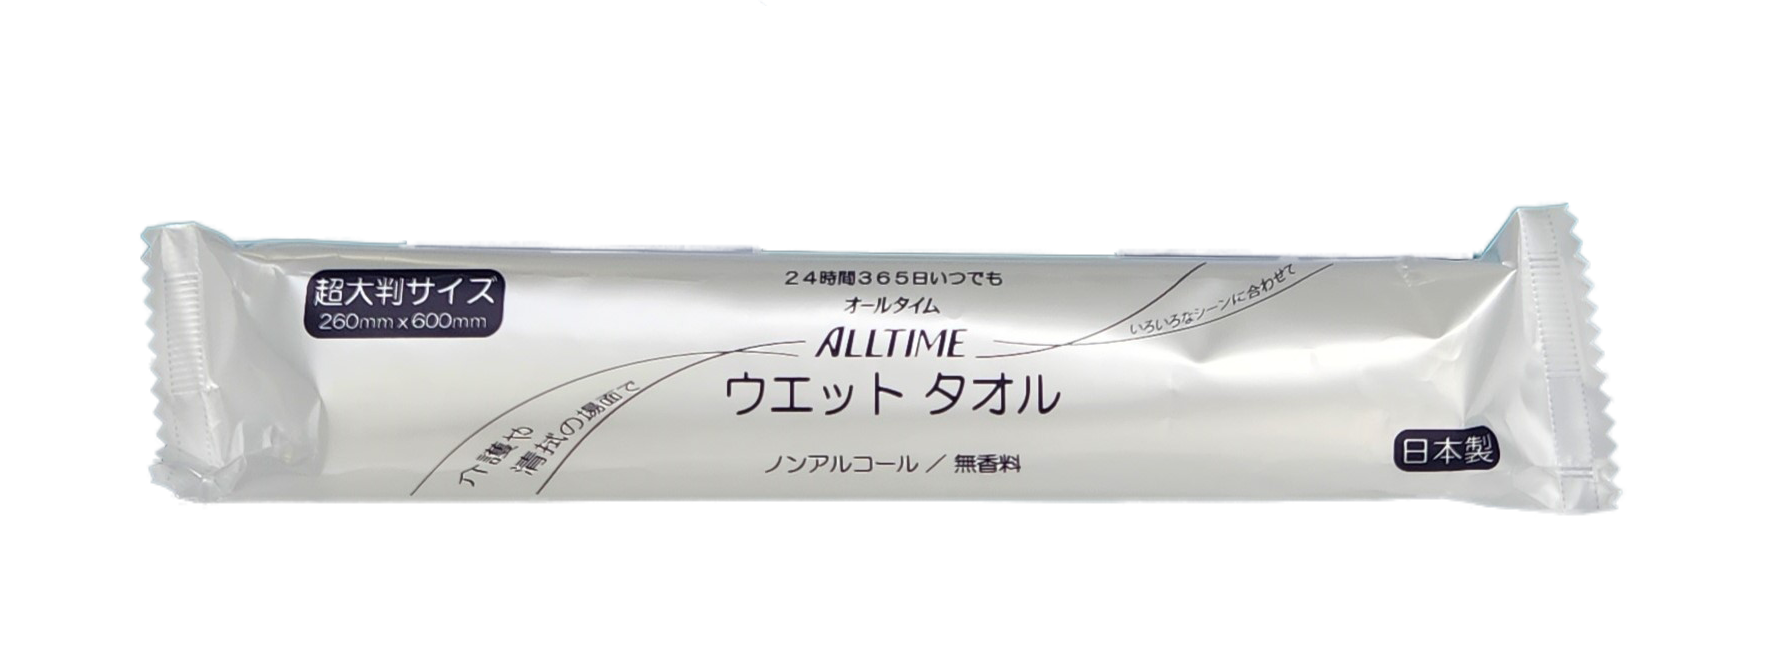 超大判サイズ
260mm x 600mm
24時間365日いつでも
オールタイム
ALLTIME
ウエット タオル
ノンアルコール / 無香料
介護や
清拭の場面で
いろいろなシーンに合わせて
日本製